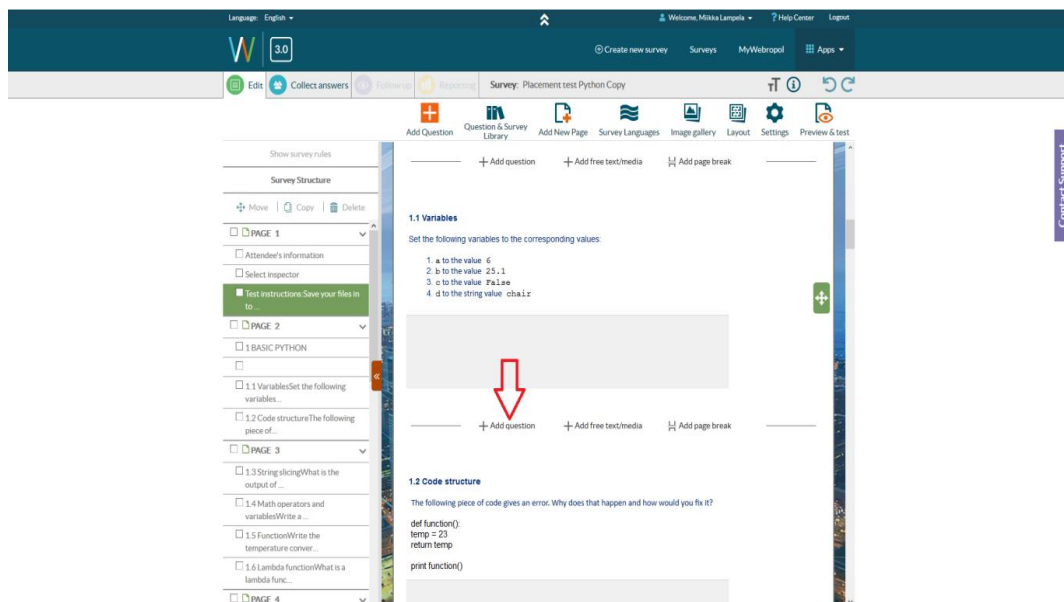 Language: English
Welcome, Miikka Lampela
? Help Center
Logout
W 3.0
Create new survey
Surveys
MyWebropol
Apps
Edit
Collect answers
Follow up
Reporting
Survey: Placement test Python Copy
Add Question
Question & Survey
Library
Add New Page
Survey Languages
Image gallery
Layout
Settings
Preview & test
Contact Support
Show survey rules
Survey Structure
Move | Copy | Delete
PAGE 1
Attendee's information
Select inspector
Test instructions:Save your files in
to ...
PAGE 2
1 BASIC PYTHON
1.1 VariablesSet the following
variables...
1.2 Code structureThe following
piece of...
PAGE 3
1.3 String slicingWhat is the
output of ...
1.4 Math operators and
variablesWrite a ...
1.5 FunctionWrite the
temperature conver...
1.6 Lambda functionWhat is a
lambda func...
PAGE 4
+ Add question
+ Add free text/media
Add page break
1.1 Variables
Set the following variables to the corresponding values:
1. a to the value 6
2. b to the value 25.1
3. c to the value False
4. d to the string value chair
+ Add question
+ Add free text/media
Add page break
1.2 Code structure
The following piece of code gives an error. Why does that happen and how would you fix it?
def function():
temp = 23
return temp
print function()